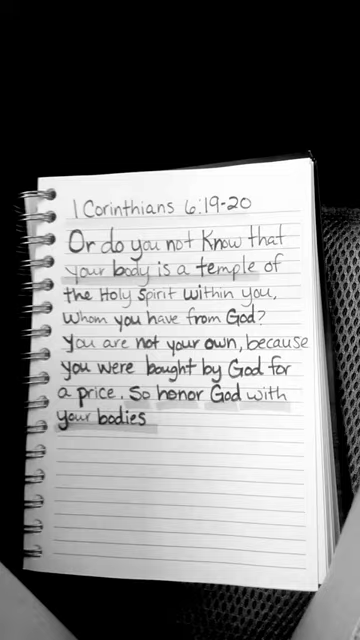 1 Corinthians 6:19-20
Or do you not Know that
your body is a temple of
the Holy Spirit within you,
whom you have from God?
You are not your own, because
you were bought by God for
a price. So honor God with
your bodies